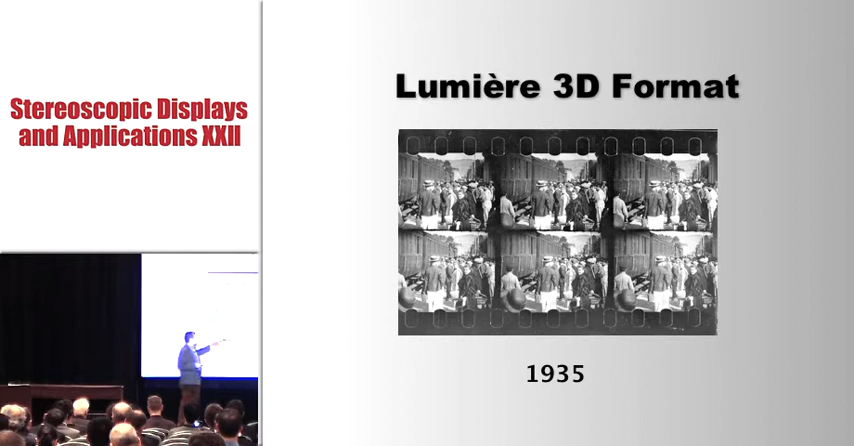 Stereoscopic Displays
and Applications XXII
Lumière 3D Format
1935